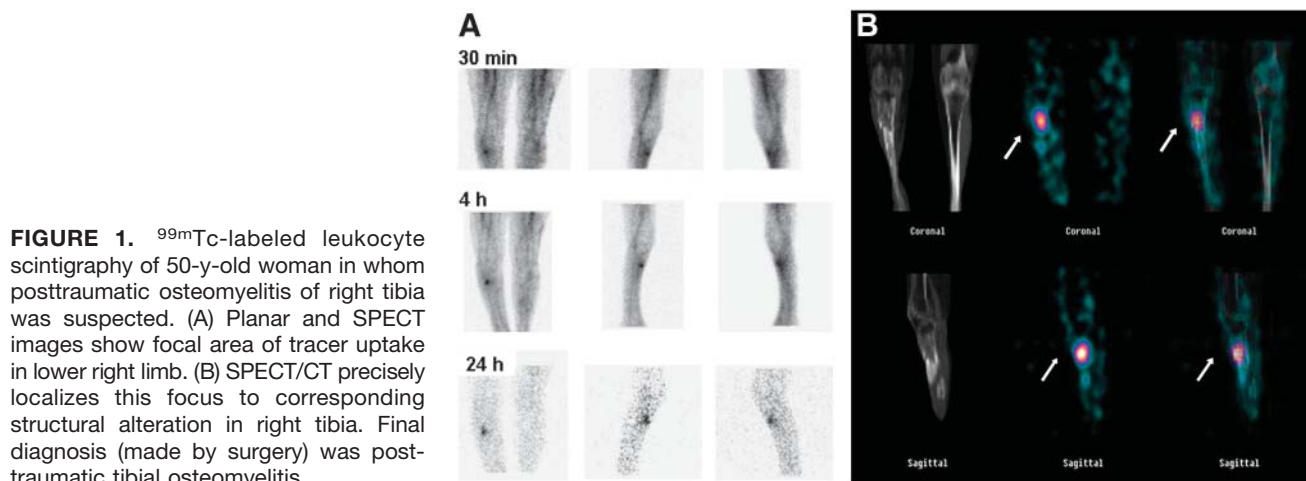 FIGURE 1. 99mTc-labeled leukocyte
scintigraphy of 50-y-old woman in whom
posttraumatic osteomyelitis of right tibia
was suspected. (A) Planar and SPECT
images show focal area of tracer uptake
in lower right limb. (B) SPECT/CT precisely
localizes this focus to corresponding
structural alteration in right tibia. Final
diagnosis (made by surgery) was post-
traumatic tibial osteomyelitis.
A
30 min
4 h
24 h
B
Coronal
Coronal
Coronal
Sagittal
Sagittal
Sagittal